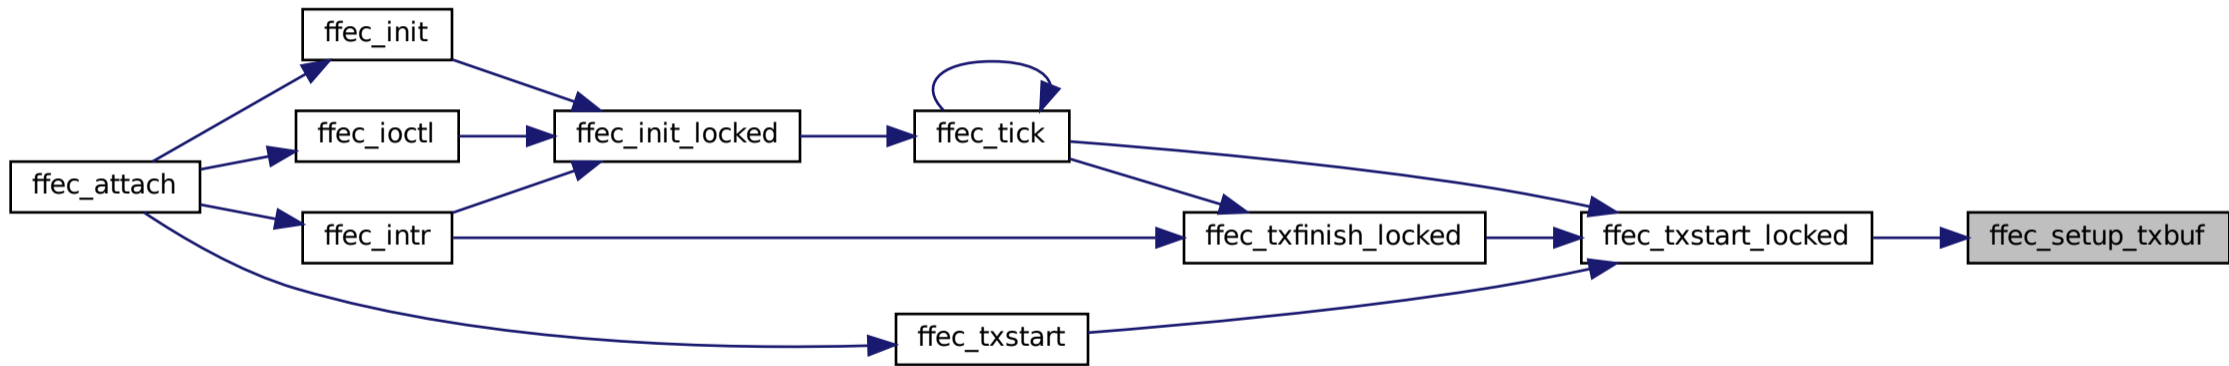 ffec_init
ffec_ioctl
ffec_init_locked
ffec_tick
ffec_attach
ffec_intr
ffec_txfinish_locked
ffec_txstart_locked
ffec_setup_txbuf
ffec_txstart